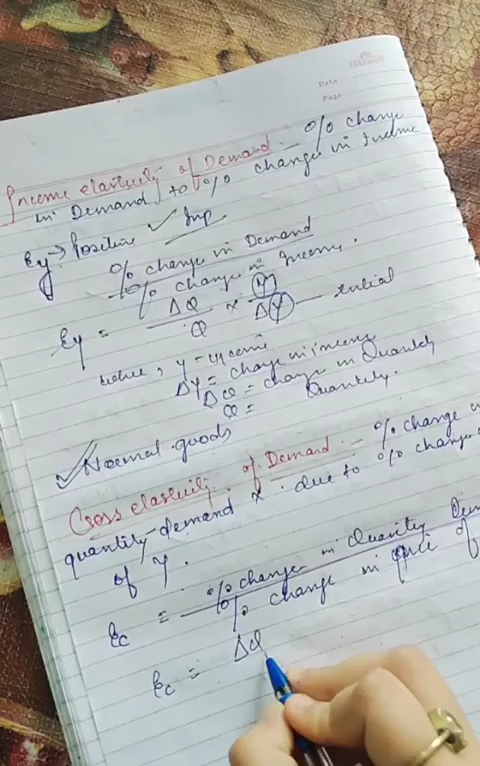 Date
Page
Income elasticity of Demand - % change
in Demand to % change in Income
Ey → Positive ✓ Imp
% change in Demand
% change in Income.
Ey = ΔQ/Q × Y/ΔY
where, Y = income
ΔY = change in income
ΔQ = change in Quantity
Q = Quantity.
✓ Normal goods
Cross elasticity of Demand - % change in
quantity demand X due to % change
of Y.
Ec = % change in Quantity
% change in price of
Ec = ΔQ